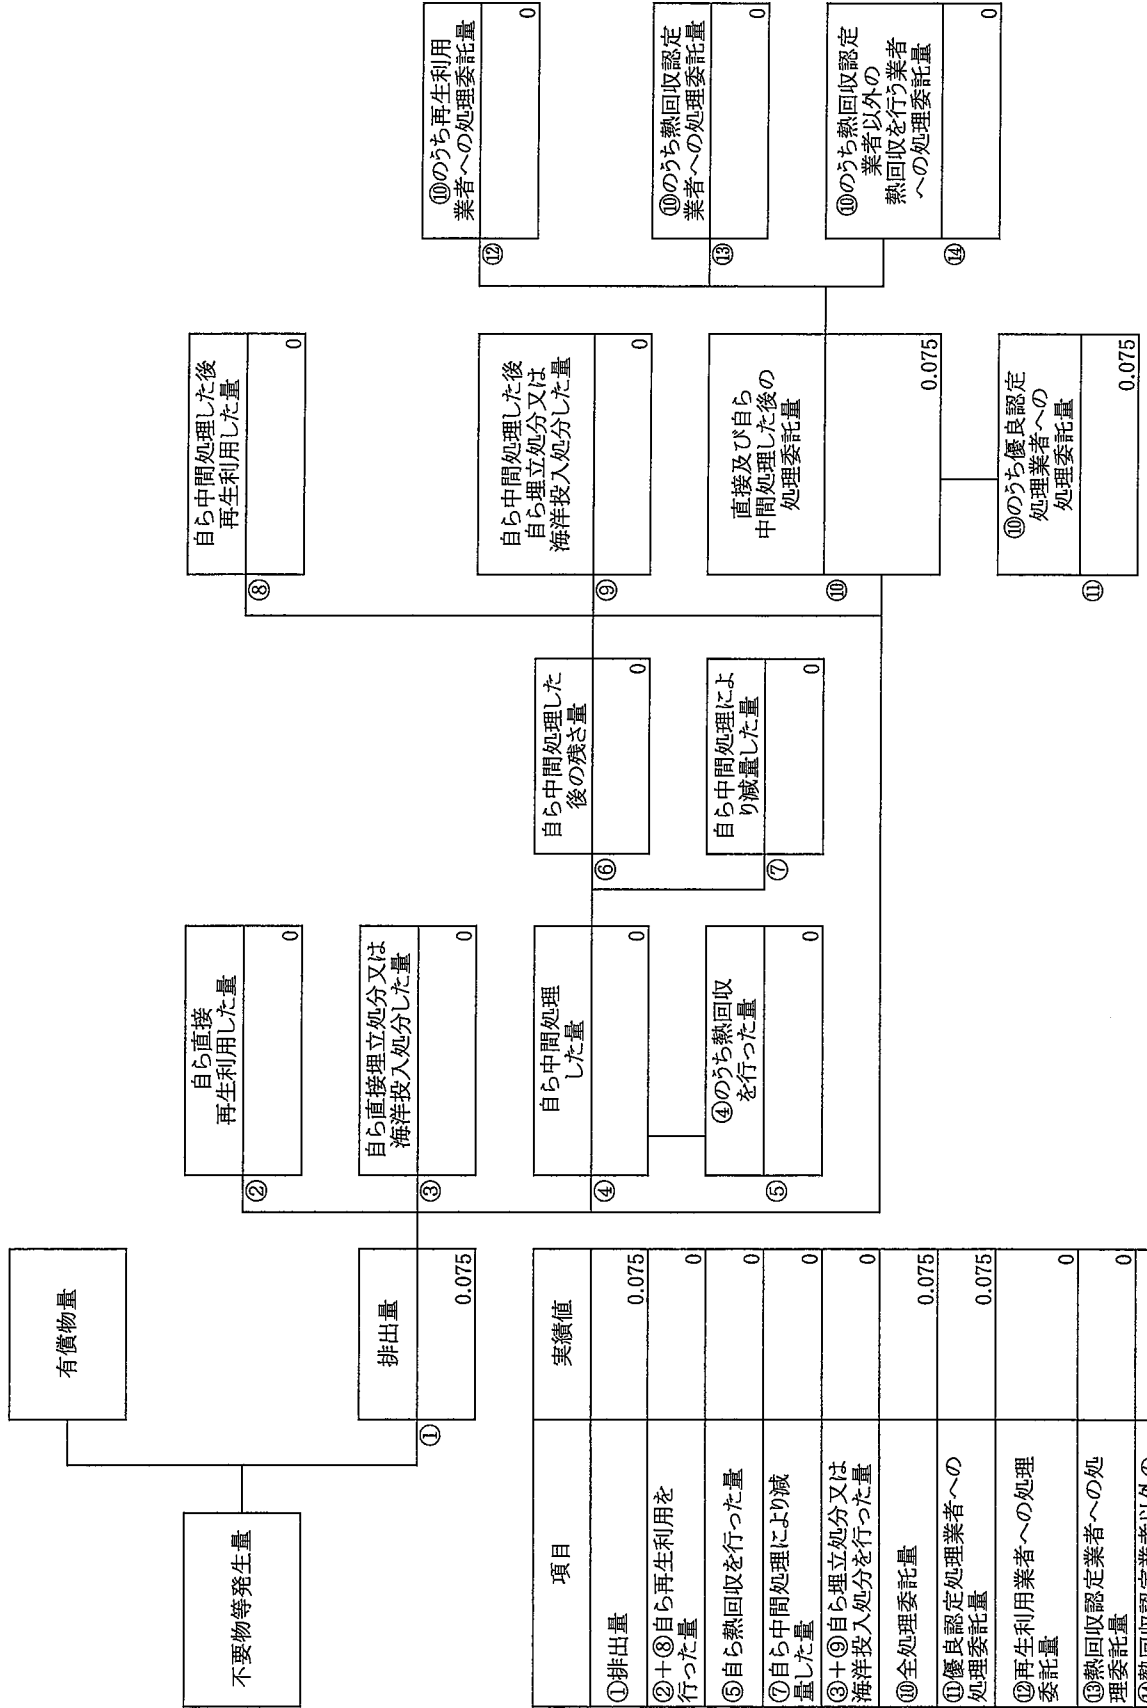 不要物等発生量
有償物量
①
排出量
0.075
②
自ら直接
再生利用した量
0
③
自ら直接埋立処分又は
海洋投入処分した量
0
④
自ら中間処理
した量
0
⑤
④のうち熱回収
を行った量
0
⑥
自ら中間処理した
後の残さ量
0
⑦
自ら中間処理によ
り減量した量
0
⑧
自ら中間処理した後
再生利用した量
0
⑨
自ら中間処理した後
自ら埋立処分又は
海洋投入処分した量
0
⑩
直接及び自ら
中間処理した後の
処理委託量
0.075
⑪
⑩のうち優良認定
処理業者への
処理委託量
0.075
⑫
⑩のうち再生利用
業者への処理委託量
0
⑬
⑩のうち熱回収認定
業者への処理委託量
0
⑭
⑩のうち熱回収認定
業者以外の
熱回収を行う業者
への処理委託量
0
項目 実績値
①排出量 0.075
②+⑧自ら再生利用を
行った量 0
⑤自ら熱回収を行った量 0
⑦自ら中間処理により減
量した量 0
③+⑨自ら埋立処分又は
海洋投入処分を行った量 0
⑩全処理委託量 0.075
⑪優良認定処理業者への
処理委託量 0.075
⑫再生利用業者への処理
委託量 0
⑬熱回収認定業者への処
理委託量 0
⑭熱回収認定業者以外の